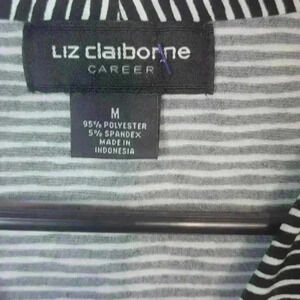 LIZ claiborne
CAREER
M
95% POLYESTER
5% SPANDEX
MADE IN
INDONESIA